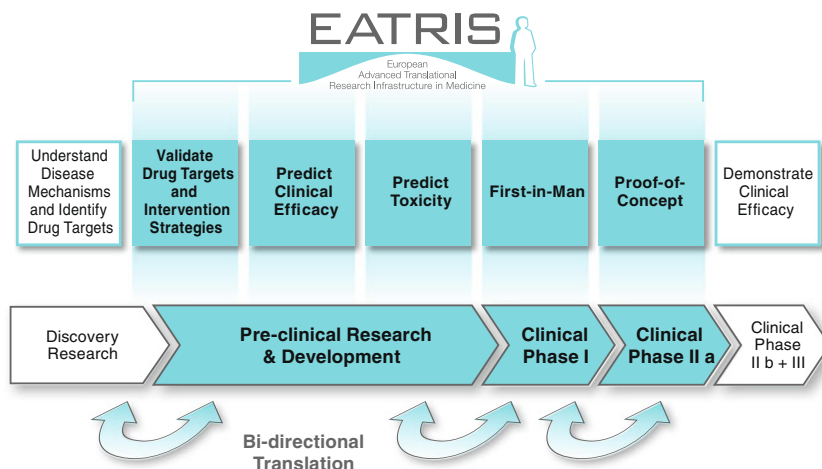 EATRIS
European
Advanced Translational
Research Infrastructure in Medicine
Understand
Disease
Mechanisms
and Identify
Drug Targets
Validate
Drug Targets
and
Intervention
Strategies
Predict
Clinical
Efficacy
Predict
Toxicity
First-in-Man
Proof-of-
Concept
Demonstrate
Clinical
Efficacy
Discovery
Research
Pre-clinical Research
& Development
Clinical
Phase I
Clinical
Phase II a
Clinical
Phase
II b + III
Bi-directional
Translation